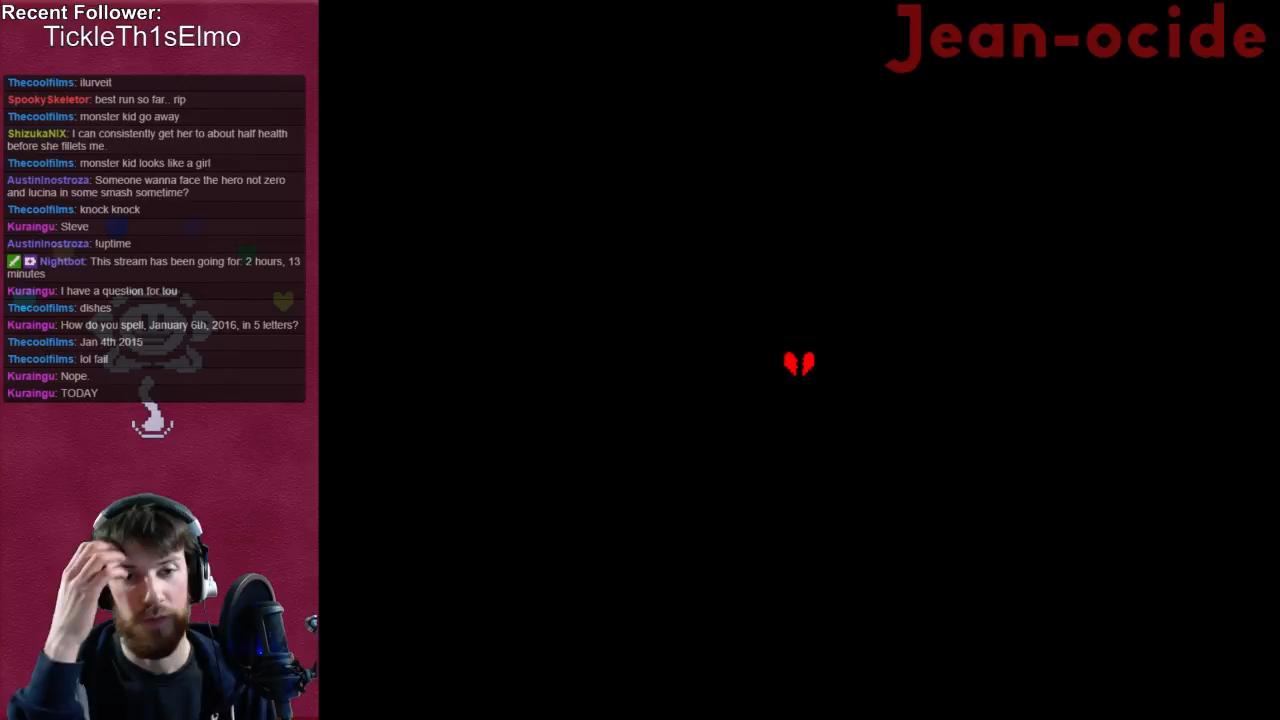 Recent Follower:
TickleTh1sElmo
Jean-ocide
Thecoolfilms: ilurveit
SpookySkeletor: best run so far.. rip
Thecoolfilms: monster kid go away
ShizukaNIX: I can consistently get her to about half health
before she fillets me.
Thecoolfilms: monster kid looks like a girl
AustinInostroza: Someone wanna face the hero not zero
and lucina in some smash sometime?
Thecoolfilms: knock knock
Kuraingu: Steve
AustinInostroza: !uptime
Nightbot: This stream has been going for: 2 hours, 13
minutes
Kuraingu: I have a question for lou
Thecoolfilms: dishes
Kuraingu: How do you spell, January 6th, 2016, in 5 letters?
Thecoolfilms: Jan 4th 2015
Thecoolfilms: lol fail
Kuraingu: Nope.
Kuraingu: TODAY